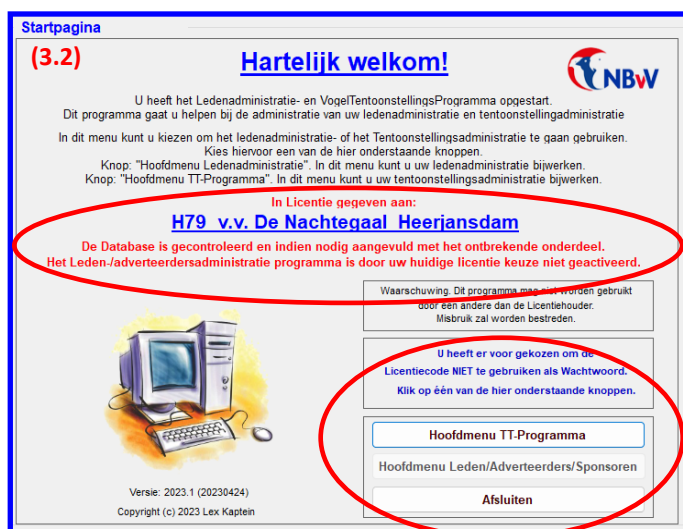 Startpagina
(3.2)
Hartelijk welkom!
NBvV
U heeft het Ledenadministratie- en VogelTentoonstellingsProgramma opgestart.
Dit programma gaat u helpen bij de administratie van uw ledenadministratie en tentoonstellingadministratie
In dit menu kunt u kiezen om het ledenadministratie- of het Tentoonstellingsadministratie te gaan gebruiken.
Kies hiervoor een van de hier onderstaande knoppen.
Knop: "Hoofdmenu Ledenadministratie". In dit menu kunt u uw ledenadministratie bijwerken.
Knop: "Hoofdmenu TT-Programma". In dit menu kunt u uw tentoonstellingsadministratie bijwerken.
In Licentie gegeven aan:
H79 v.v. De Nachtegaal Heerjansdam
De Database is gecontroleerd en indien nodig aangevuld met het ontbrekende onderdeel.
Het Leden-/adverteerdersadministratie programma is door uw huidige licentie keuze niet geactiveerd.
Waarschuwing. Dit programma mag niet worden gebruikt
door een andere dan de Licentiehouder.
Misbruik zal worden bestreden.
U heeft er voor gekozen om de
Licentiecode NIET te gebruiken als Wachtwoord.
Klik op één van de hier onderstaande knoppen.
Hoofdmenu TT-Programma
Hoofdmenu Leden/Adverteerders/Sponsoren
Afsluiten
Versie: 2023.1 (20230424)
Copyright (c) 2023 Lex Kaptein